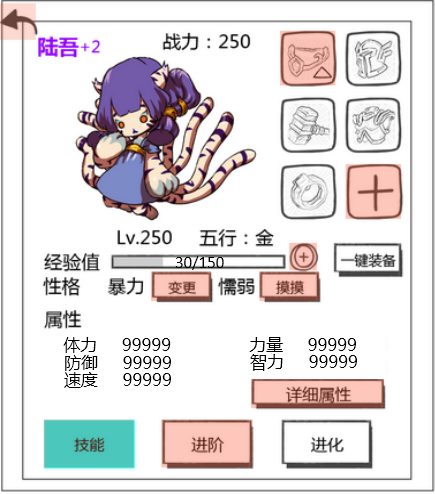 陆吾+2
战力：250
Lv.250 五行：金
经验值 30/150 一键装备
性格 暴力 变更 懦弱 摸摸
属性
体力 99999 力量 99999
防御 99999 智力 99999
速度 99999
详细属性
技能 进阶 进化